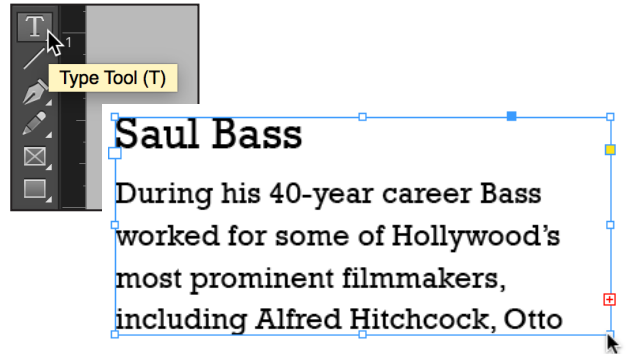 T
1
Type Tool (T)
Saul Bass
During his 40-year career Bass
worked for some of Hollywood's
most prominent filmmakers,
including Alfred Hitchcock, Otto